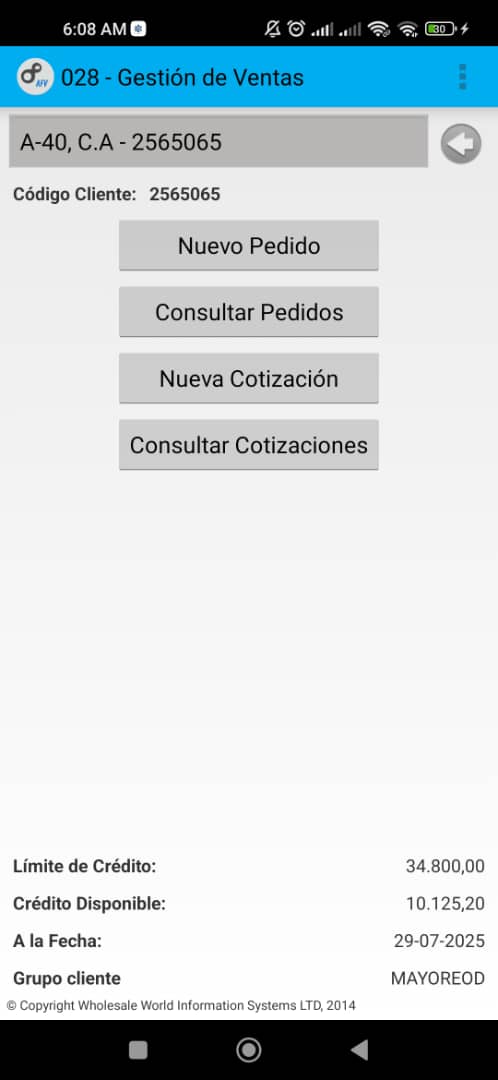 6:08 AM
30
AFV
028 - Gestión de Ventas
A-40, C.A - 2565065
Código Cliente: 2565065
Nuevo Pedido
Consultar Pedidos
Nueva Cotización
Consultar Cotizaciones
Límite de Crédito: 34.800,00
Crédito Disponible: 10.125,20
A la Fecha: 29-07-2025
Grupo cliente MAYOREOD
© Copyright Wholesale World Information Systems LTD, 2014